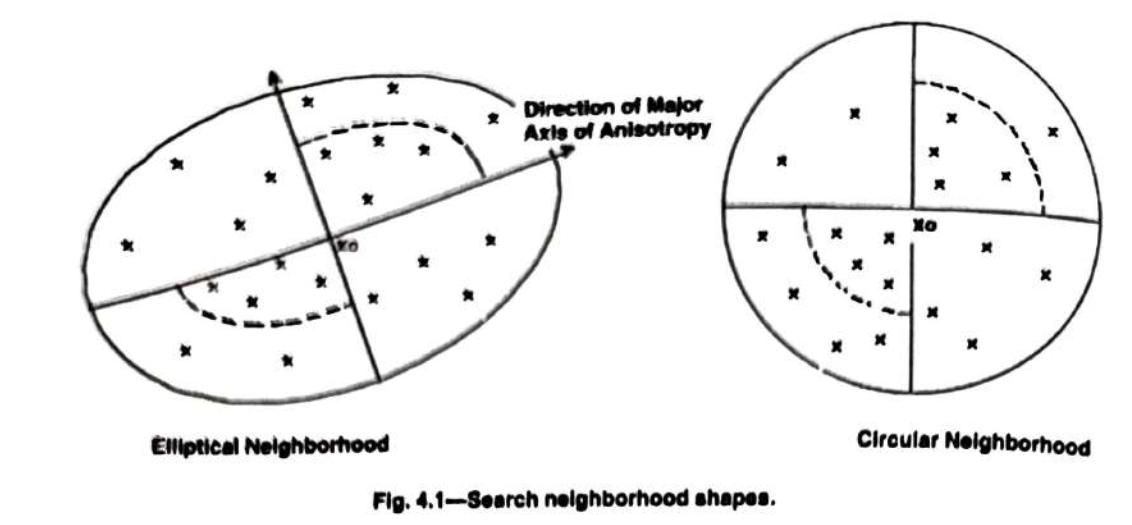 Direction of Major
Axis of Anisotropy
xo
xo
Elliptical Neighborhood
Circular Neighborhood
Fig. 4.1—Search neighborhood shapes.